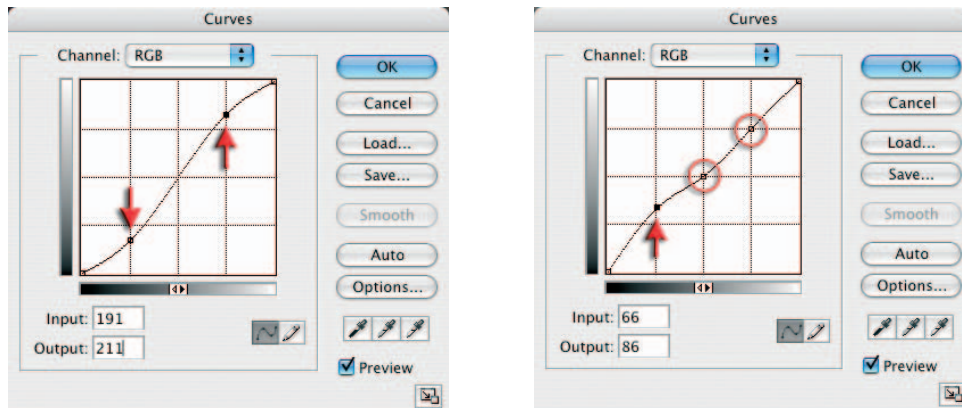 Curves
Channel: RGB
OK
Cancel
Load...
Save...
Smooth
Auto
Options...
Input: 191
Output: 211
Preview
Curves
Channel: RGB
OK
Cancel
Load...
Save...
Smooth
Auto
Options...
Input: 66
Output: 86
Preview